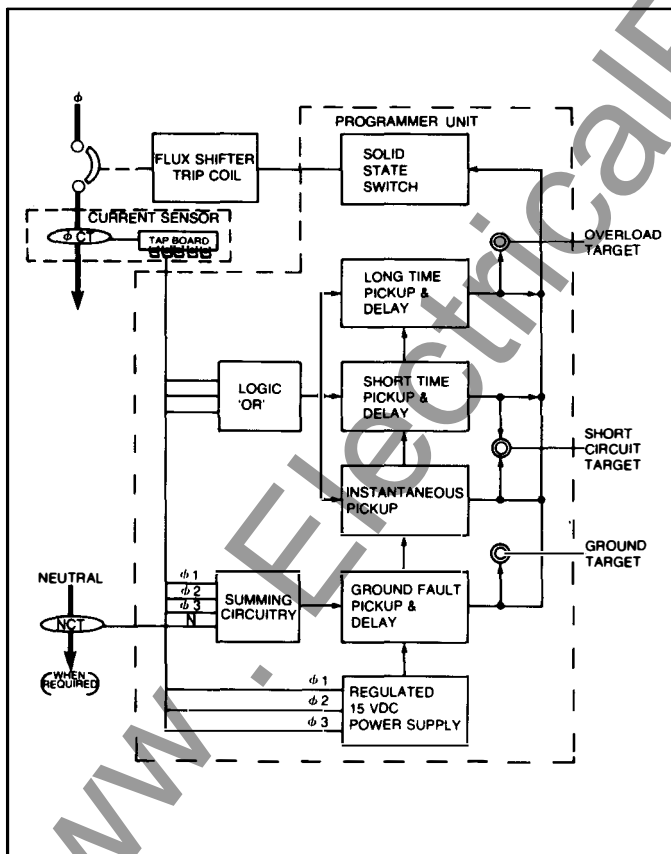 φ
PROGRAMMER UNIT
FLUX SHIFTER
TRIP COIL
SOLID
STATE
SWITCH
CURRENT SENSOR
φ CT
TAP BOARD
OVERLOAD
TARGET
LONG TIME
PICKUP &
DELAY
LOGIC
'OR'
SHORT TIME
PICKUP &
DELAY
SHORT
CIRCUIT
TARGET
INSTANTANEOUS
PICKUP
GROUND
TARGET
NEUTRAL
NCT
(WHEN
REQUIRED)
φ 1
φ 2
φ 3
N
SUMMING
CIRCUITRY
GROUND FAULT
PICKUP &
DELAY
φ 1
φ 2
φ 3
REGULATED
15 VDC
POWER SUPPLY
ww . ElectricalP